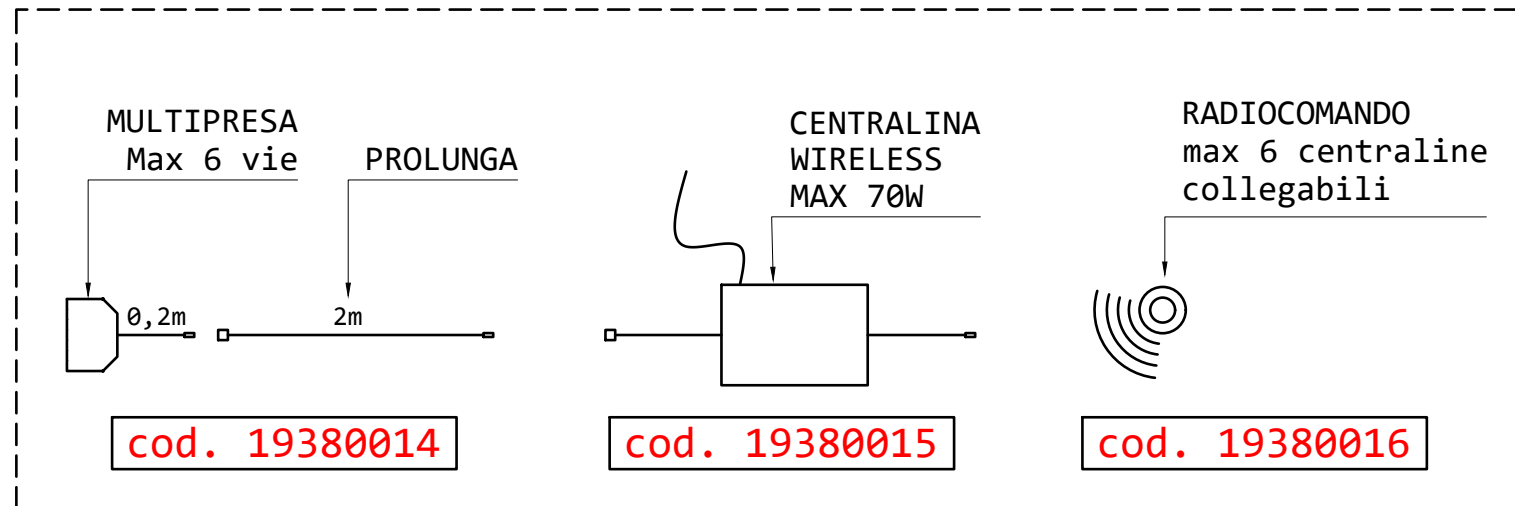 MULTIPRESA
Max 6 vie
PROLUNGA
0,2m
2m
cod. 19380014
CENTRALINA
WIRELESS
MAX 70W
cod. 19380015
RADIOCOMANDO
max 6 centraline
collegabili
cod. 19380016